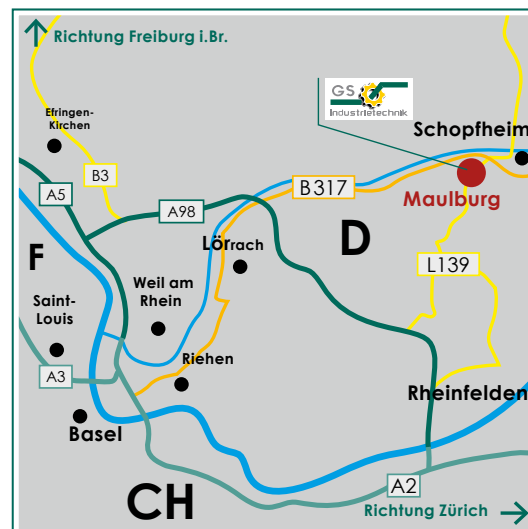 Richtung Freiburg i.Br.
GS
Industrietechnik
Efringen-
Kirchen
Schopfheim
B3
A5
B317
Maulburg
A98
D
F
Lörrach
L139
Weil am
Rhein
Saint-
Louis
Riehen
A3
Rheinfelden
Basel
A2
CH
Richtung Zürich